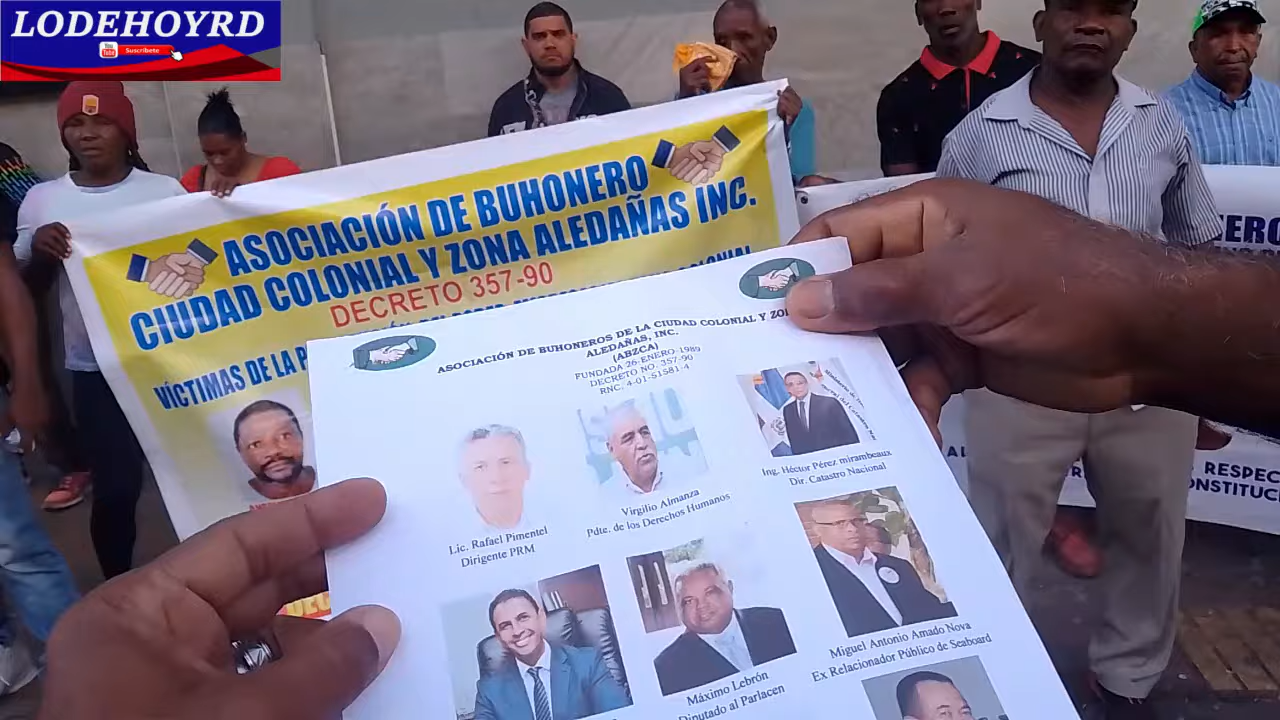 LODEHOYRD
You Tube Suscríbete
ASOCIACIÓN DE BUHONERO
CIUDAD COLONIAL Y ZONA ALEDAÑAS INC.
DECRETO 357-90
VÍCTIMAS DE LA
ASOCIACIÓN DE BUHONEROS DE LA CIUDAD COLONIAL Y
ALEDAÑAS, INC.
(ABZCA)
FUNDADA 26-ENERO-1989
DECRETO NO. 357-90
RNC. 4-01-51581-4
Lic. Rafael Pimentel
Dirigente PRM
Virgilio Almanza
Pdte. de los Derechos Humanos
Ing. Héctor Pérez mirambeaux
Dir. Catastro Nacional
Máximo Lebrón
Diputado al Parlacen
Miguel Antonio Amado Nova
Ex Relacionador Público de Seaboard